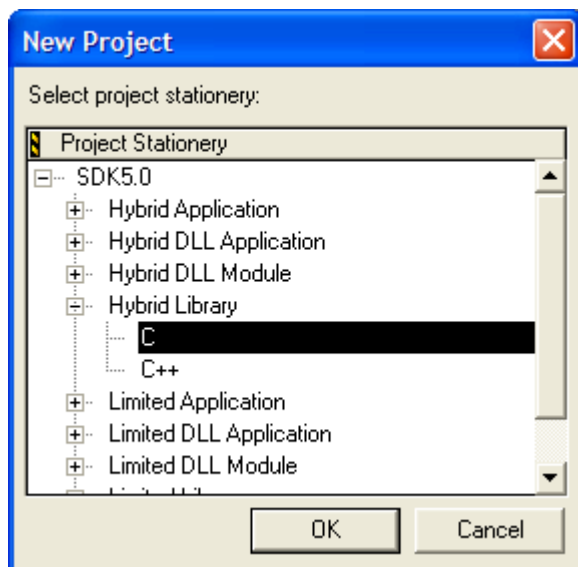 New Project
Select project stationery:
Project Stationery
SDK5.0
Hybrid Application
Hybrid DLL Application
Hybrid DLL Module
Hybrid Library
C
C++
Limited Application
Limited DLL Application
Limited DLL Module
OK Cancel